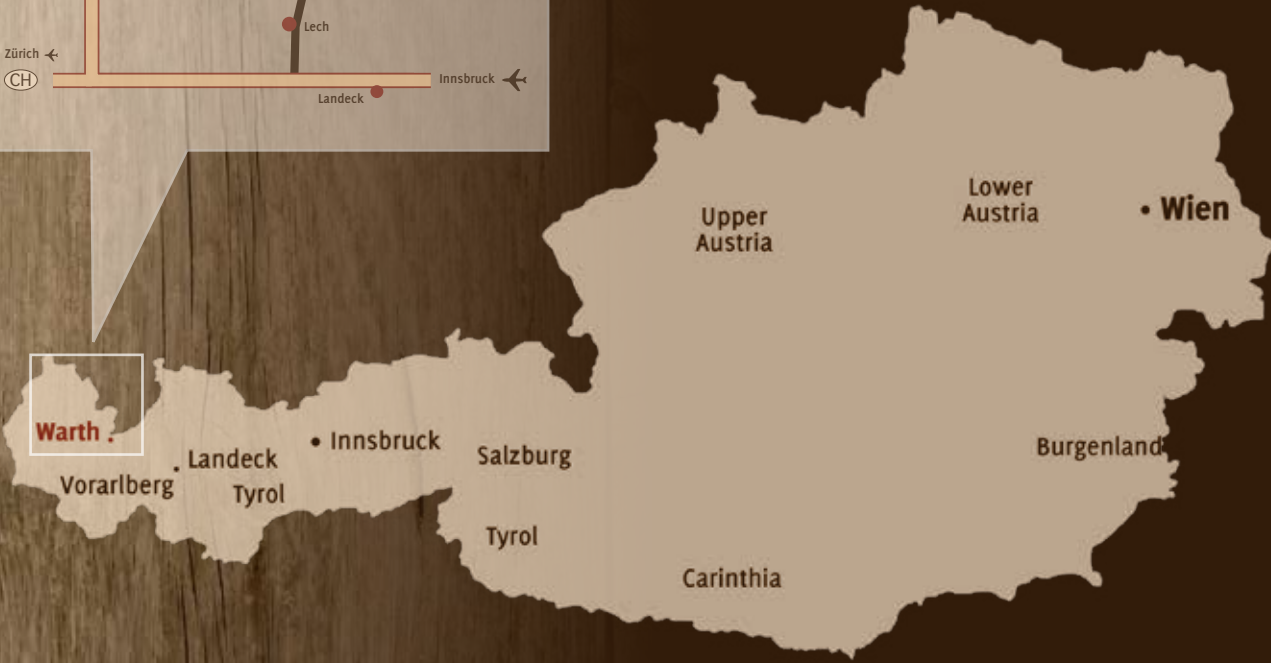 Lech
Zürich
CH
Innsbruck
Landeck
Upper
Austria
Lower
Austria
Wien
Warth
Vorarlberg
Landeck
Tyrol
Innsbruck
Salzburg
Tyrol
Carinthia
Burgenland